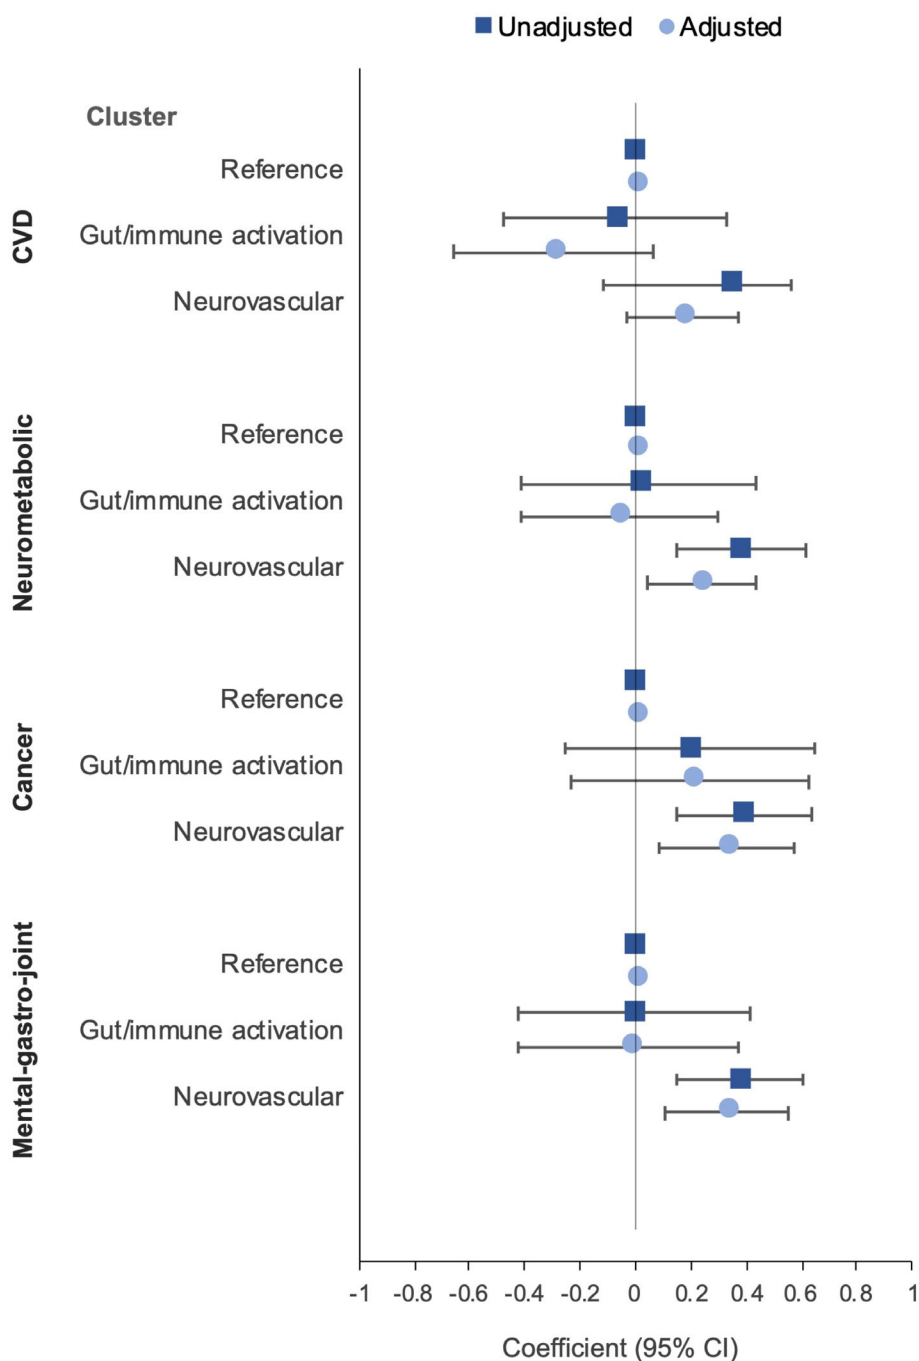 Unadjusted Adjusted
Cluster
CVD
Reference
Gut/immune activation
Neurovascular
Neurometabolic
Reference
Gut/immune activation
Neurovascular
Cancer
Reference
Gut/immune activation
Neurovascular
Mental-gastro-joint
Reference
Gut/immune activation
Neurovascular
-1 -0.8 -0.6 -0.4 -0.2 0 0.2 0.4 0.6 0.8 1
Coefficient (95% CI)